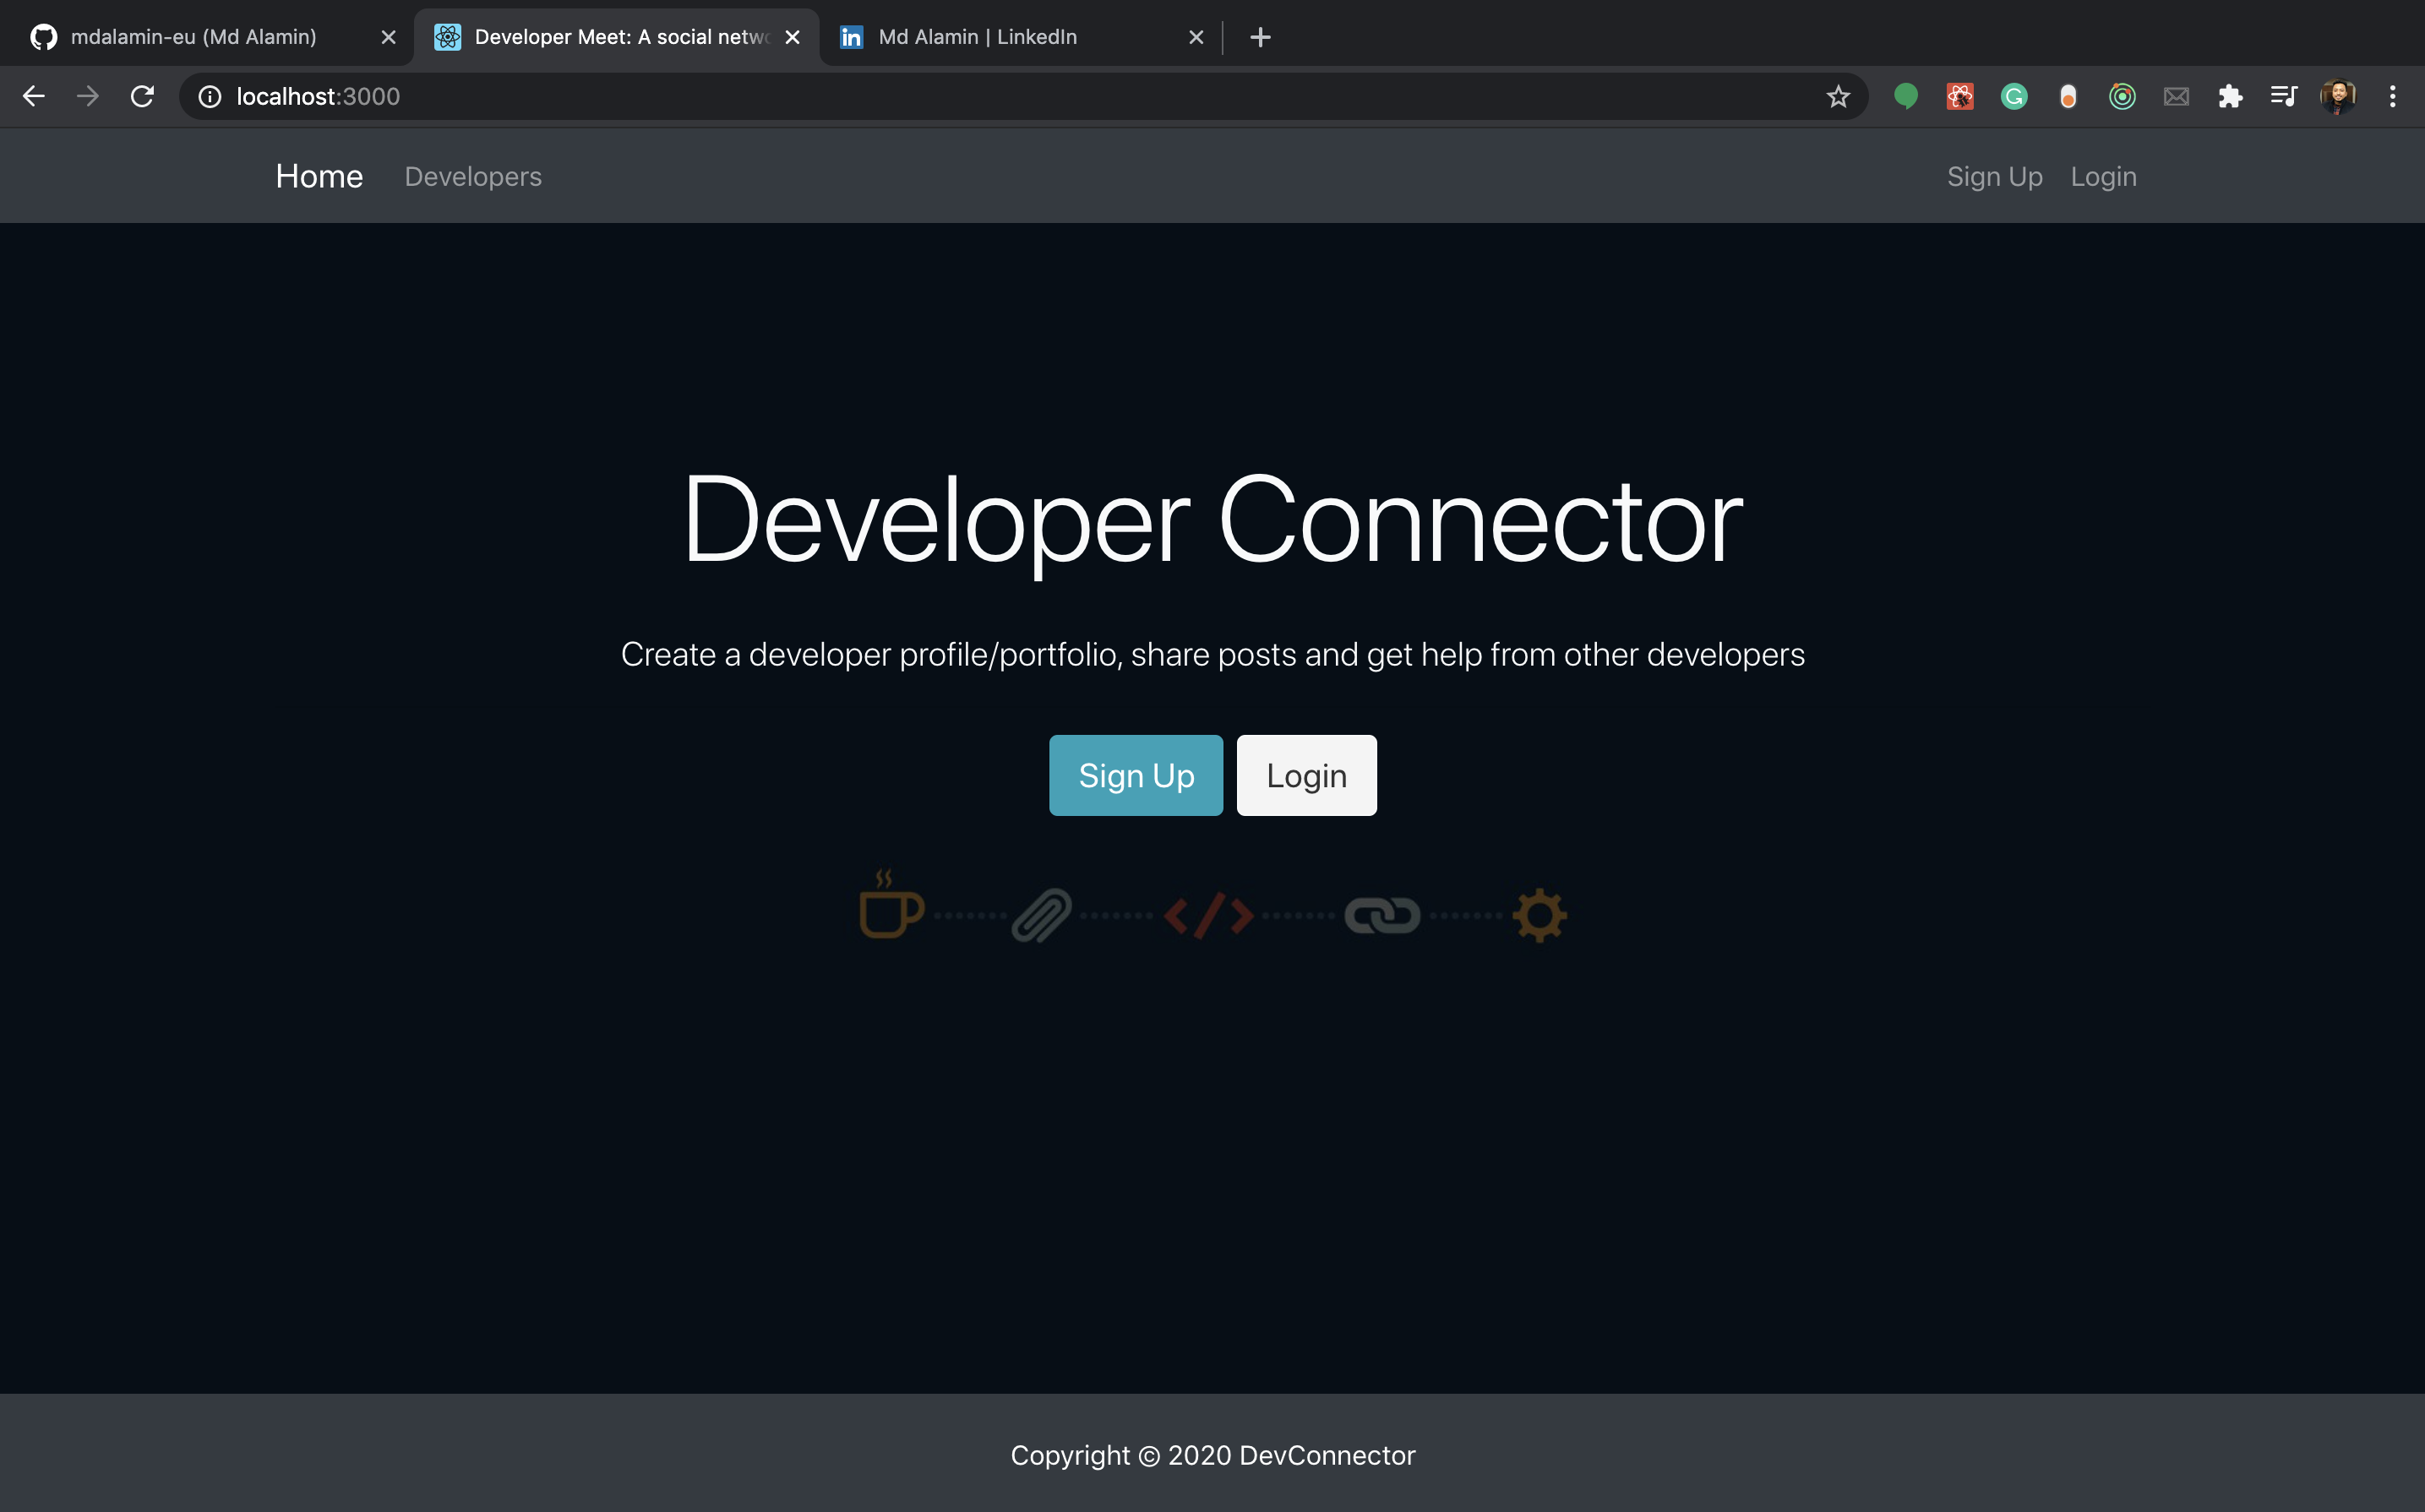 mdalamin-eu (Md Alamin)
Developer Meet: A social netw
Md Alamin | LinkedIn
localhost:3000
Home
Developers
Sign Up
Login
Developer Connector
Create a developer profile/portfolio, share posts and get help from other developers
Sign Up
Login
Copyright © 2020 DevConnector